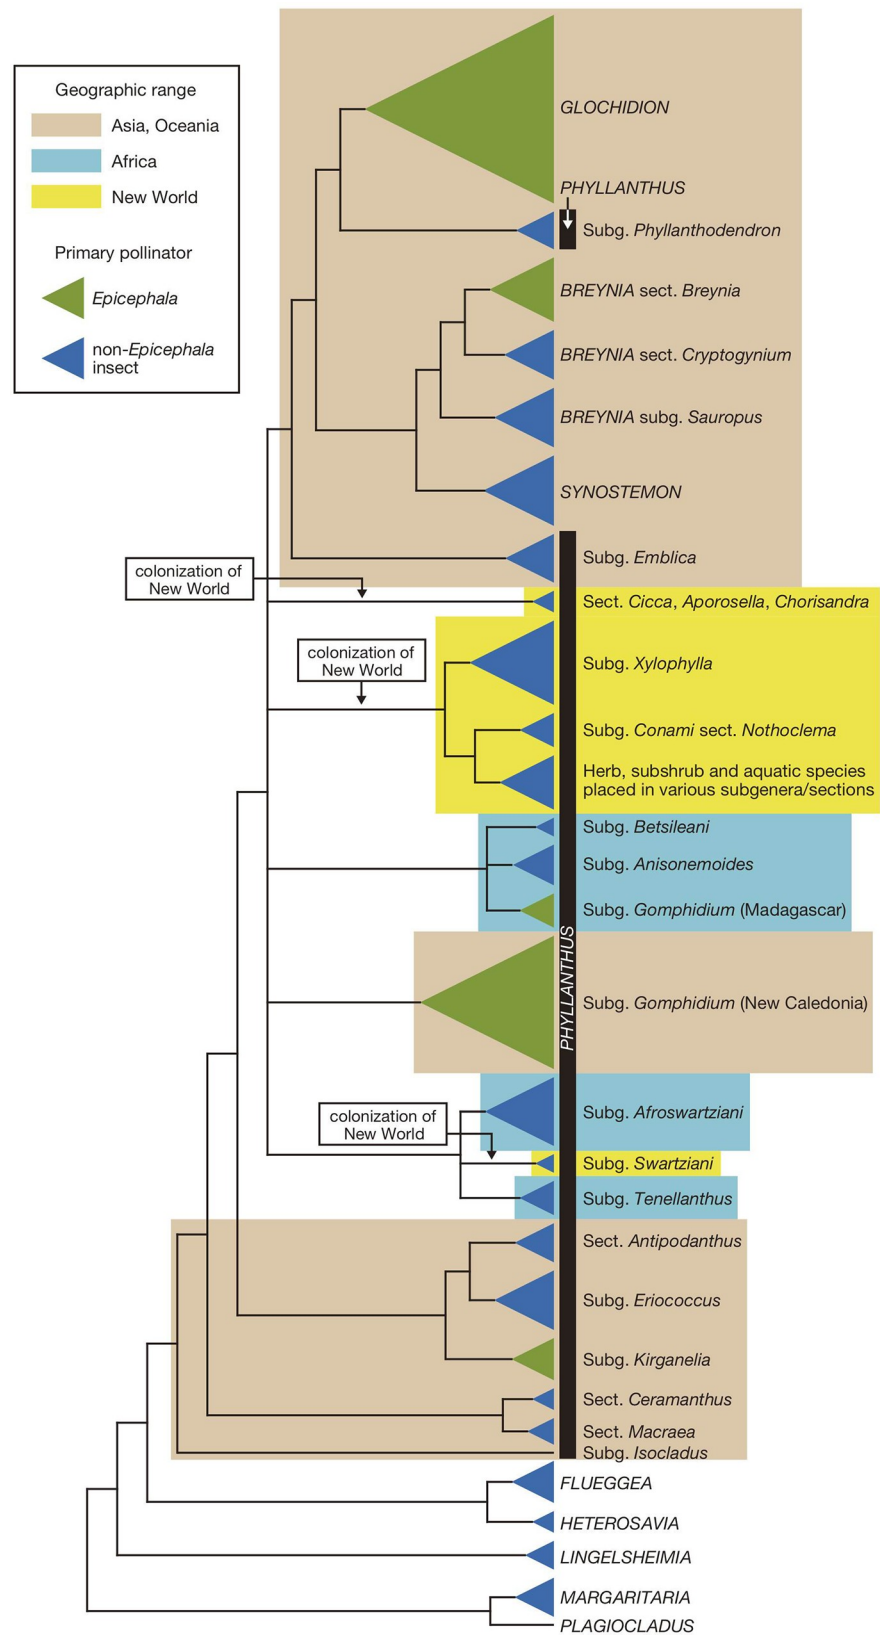 Geographic range
Asia, Oceania
Africa
New World
Primary pollinator
Epicephala
non-Epicephala
insect
GLOCHIDION
PHYLLANTHUS
Subg. Phyllanthodendron
BREYNIA sect. Breynia
BREYNIA sect. Cryptogynium
BREYNIA subg. Sauropus
SYNOSTEMON
Subg. Emblica
colonization of
New World
Sect. Cicca, Aporosella, Chorisandra
colonization of
New World
Subg. Xylophylla
Subg. Conami sect. Nothoclema
Herb, subshrub and aquatic species
placed in various subgenera/sections
Subg. Betsileani
Subg. Anisonemoides
Subg. Gomphidium (Madagascar)
PHYLLANTHUS
Subg. Gomphidium (New Caledonia)
Subg. Afroswartziani
colonization of
New World
Subg. Swartziani
Subg. Tenellanthus
Sect. Antipodanthus
Subg. Eriococcus
Subg. Kirganelia
Sect. Ceramanthus
Sect. Macraea
Subg. Isocladus
FLUEGGEA
HETEROSAVIA
LINGELSHEIMIA
MARGARITARIA
PLAGIOCLADUS